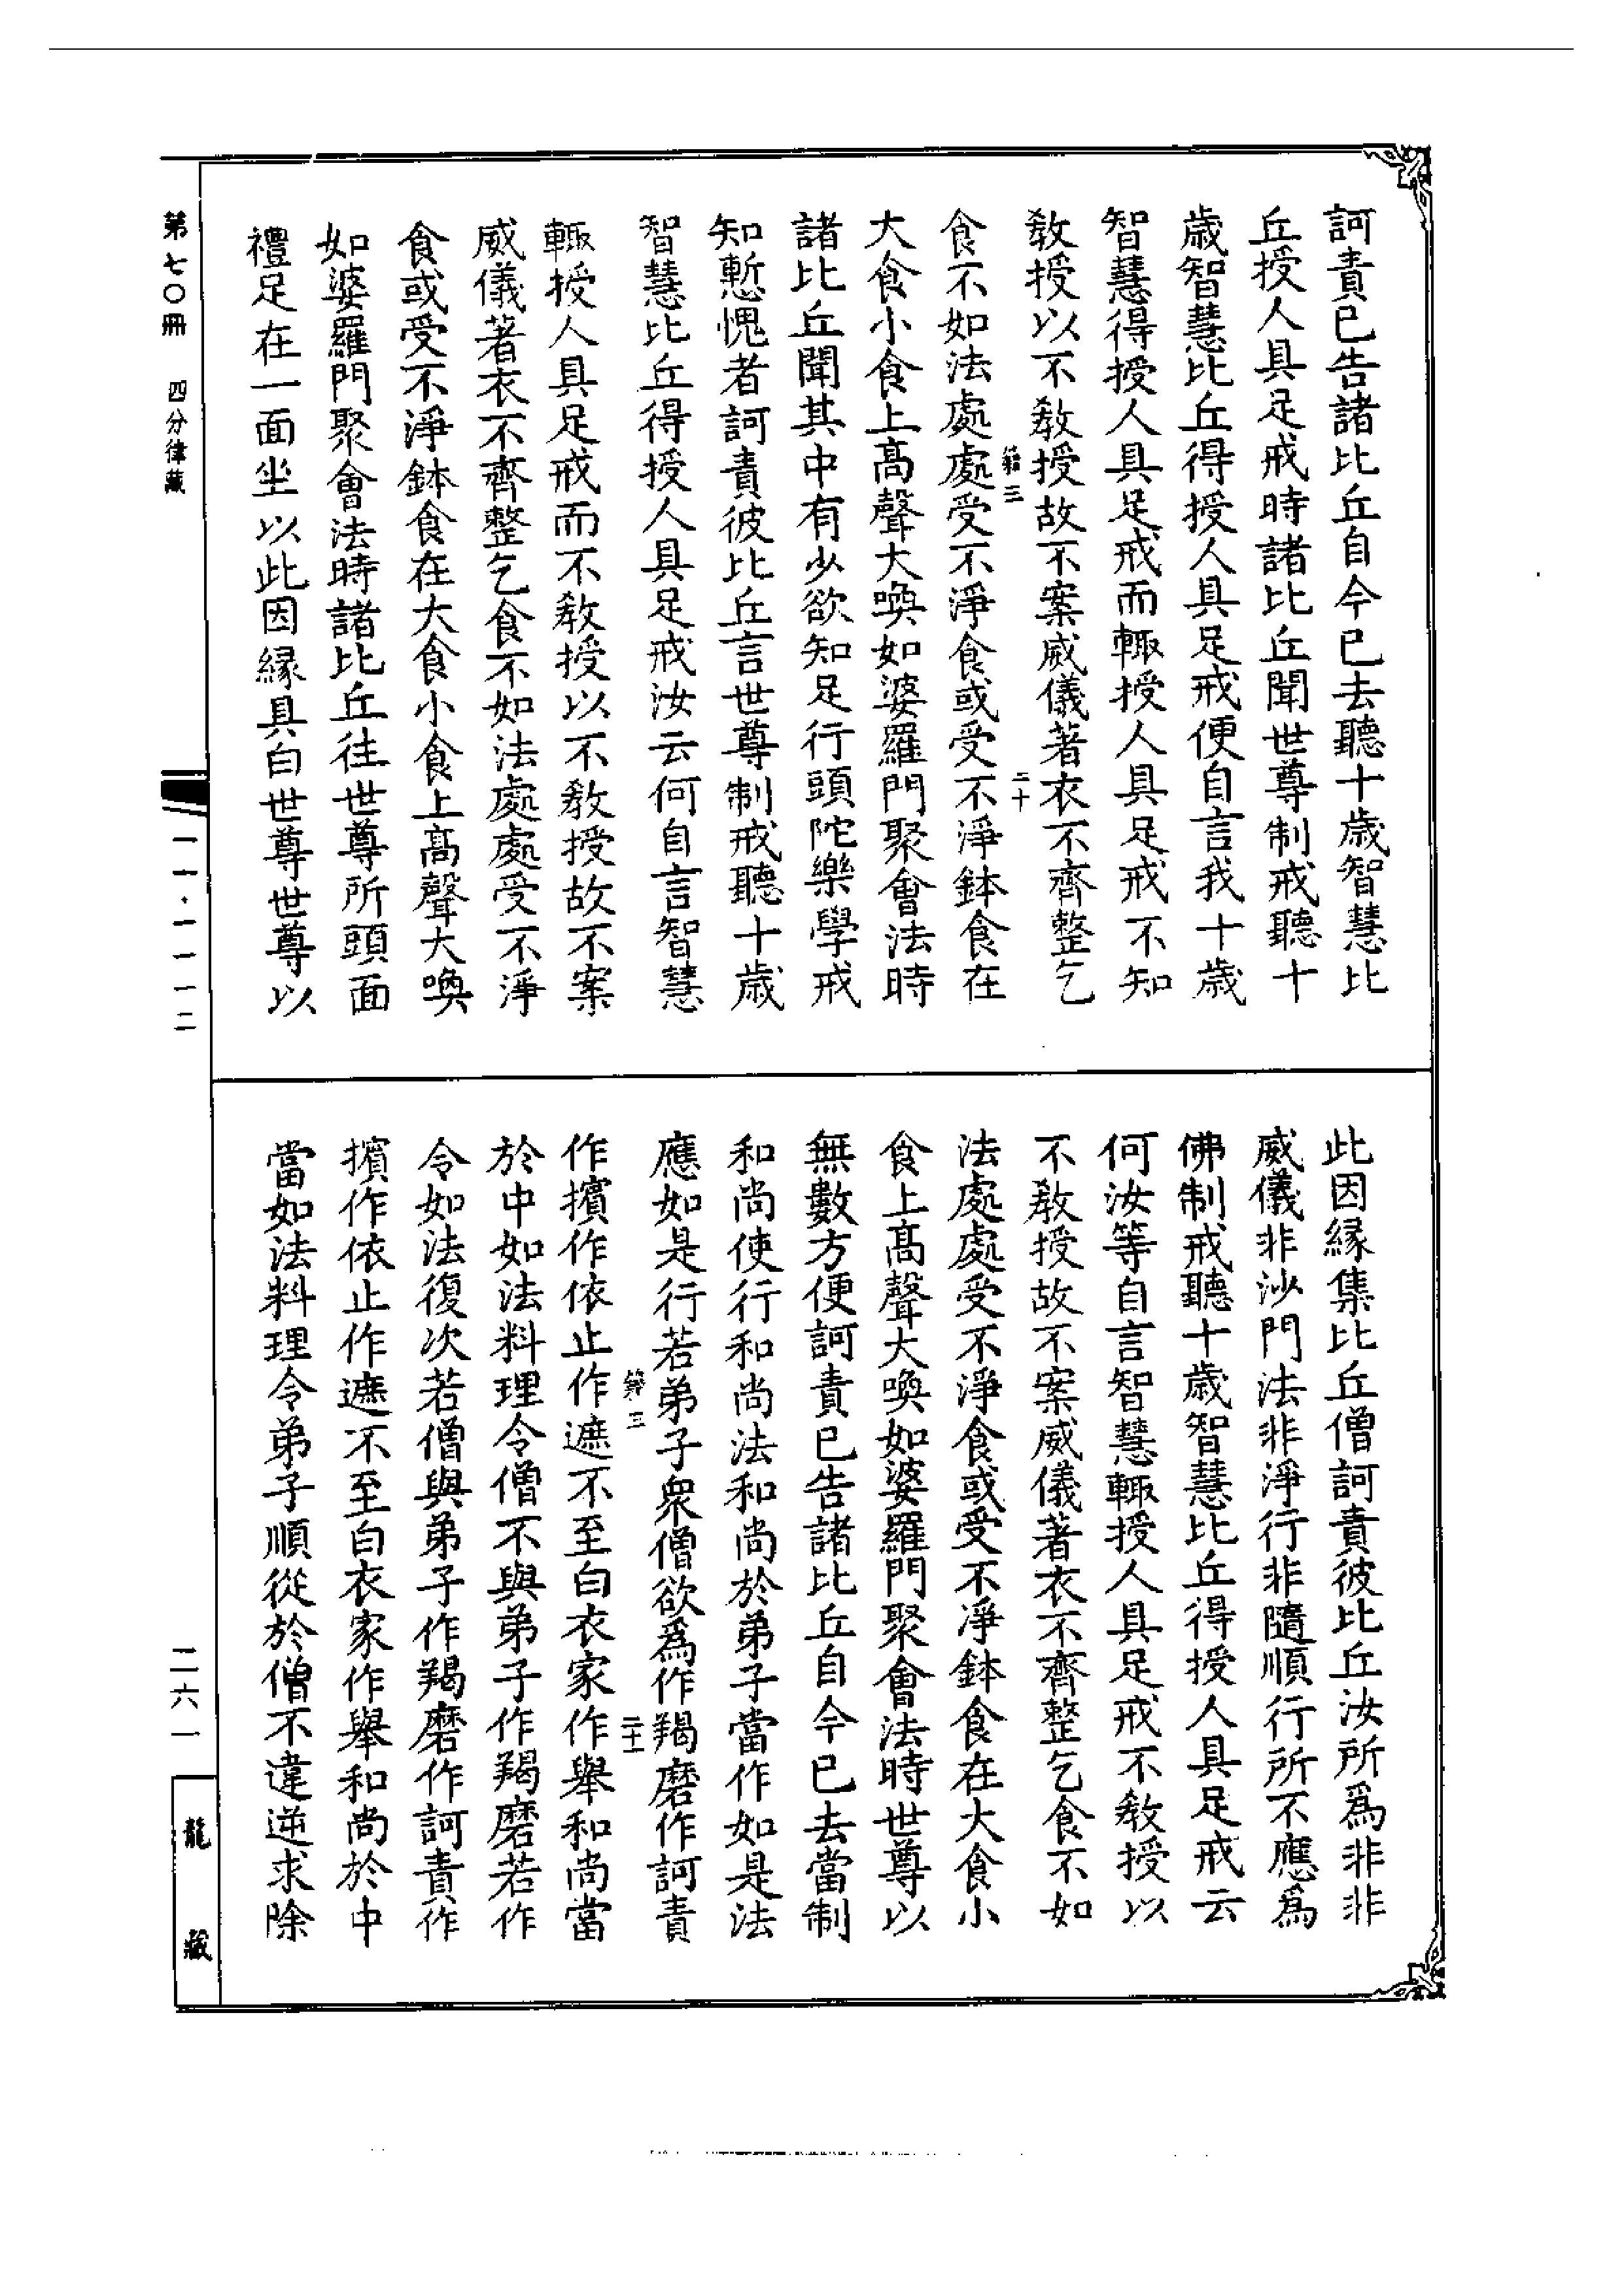 訶責已告諸比丘自今已去聽十歲智慧比
丘授人具足戒時諸比丘聞世尊制戒聽十
歲智慧比丘得授人具足戒便自言我十歲
智慧得授人具足戒而輙授人具足戒不知
教授以不教授故不案威儀著衣不齊整乞
第三
二十
食不如法處處受不淨食或受不淨鉢食在
大食小食上高聲大喚如婆羅門聚會法時
諸比丘聞其中有少欲知足行頭陀樂學戒
知慙愧者訶責彼比丘言世尊制戒聽十歲
智慧比丘得授人具足戒汝云何自言智慧
輙授人具足戒而不教授以不教授故不案
威儀著衣不齊整乞食不如法處處受不淨
食或受不淨鉢食在大食小食上高聲大喚
如婆羅門聚會法時諸比丘往世尊所頭面
禮足在一面坐以此因緣具白世尊世尊以
此因緣集比丘僧訶責彼比丘汝所爲非非
威儀非沙門法非淨行非隨順行所不應爲
佛制戒聽十歲智慧比丘得授人具足戒云
何汝等自言智慧輙授人具足戒不教授以
不教授故不案威儀著衣不齊整乞食不如
法處處受不淨食或受不淨鉢食在大食小
食上高聲大喚如婆羅門聚會法時世尊以
無數方便訶責已告諸比丘自今已去當制
和尚使行和尚法和尚於弟子當作如是法
應如是行若弟子衆僧欲爲作羯磨作訶責
第三
二十一
作擯作依止作遮不至白衣家作舉和尚當
於中如法料理令僧不與弟子作羯磨若作
令如法復次若僧與弟子作羯磨作訶責作
擯作依止作遮不至白衣家作舉和尚於中
當如法料理令弟子順從於僧不違逆求除
第七〇冊 四分律藏
一一·一一一二
二六一
龍藏